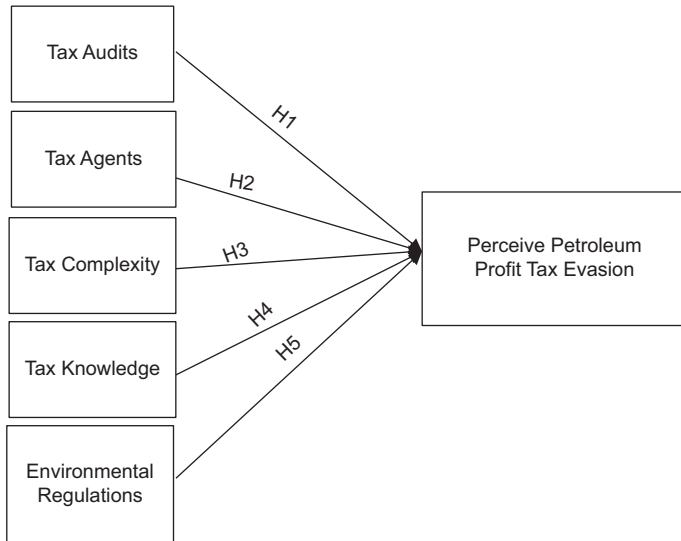 Tax Audits
H1
Tax Agents
H2
Tax Complexity
H3
Perceive Petroleum
Profit Tax Evasion
Tax Knowledge
H4
H5
Environmental
Regulations